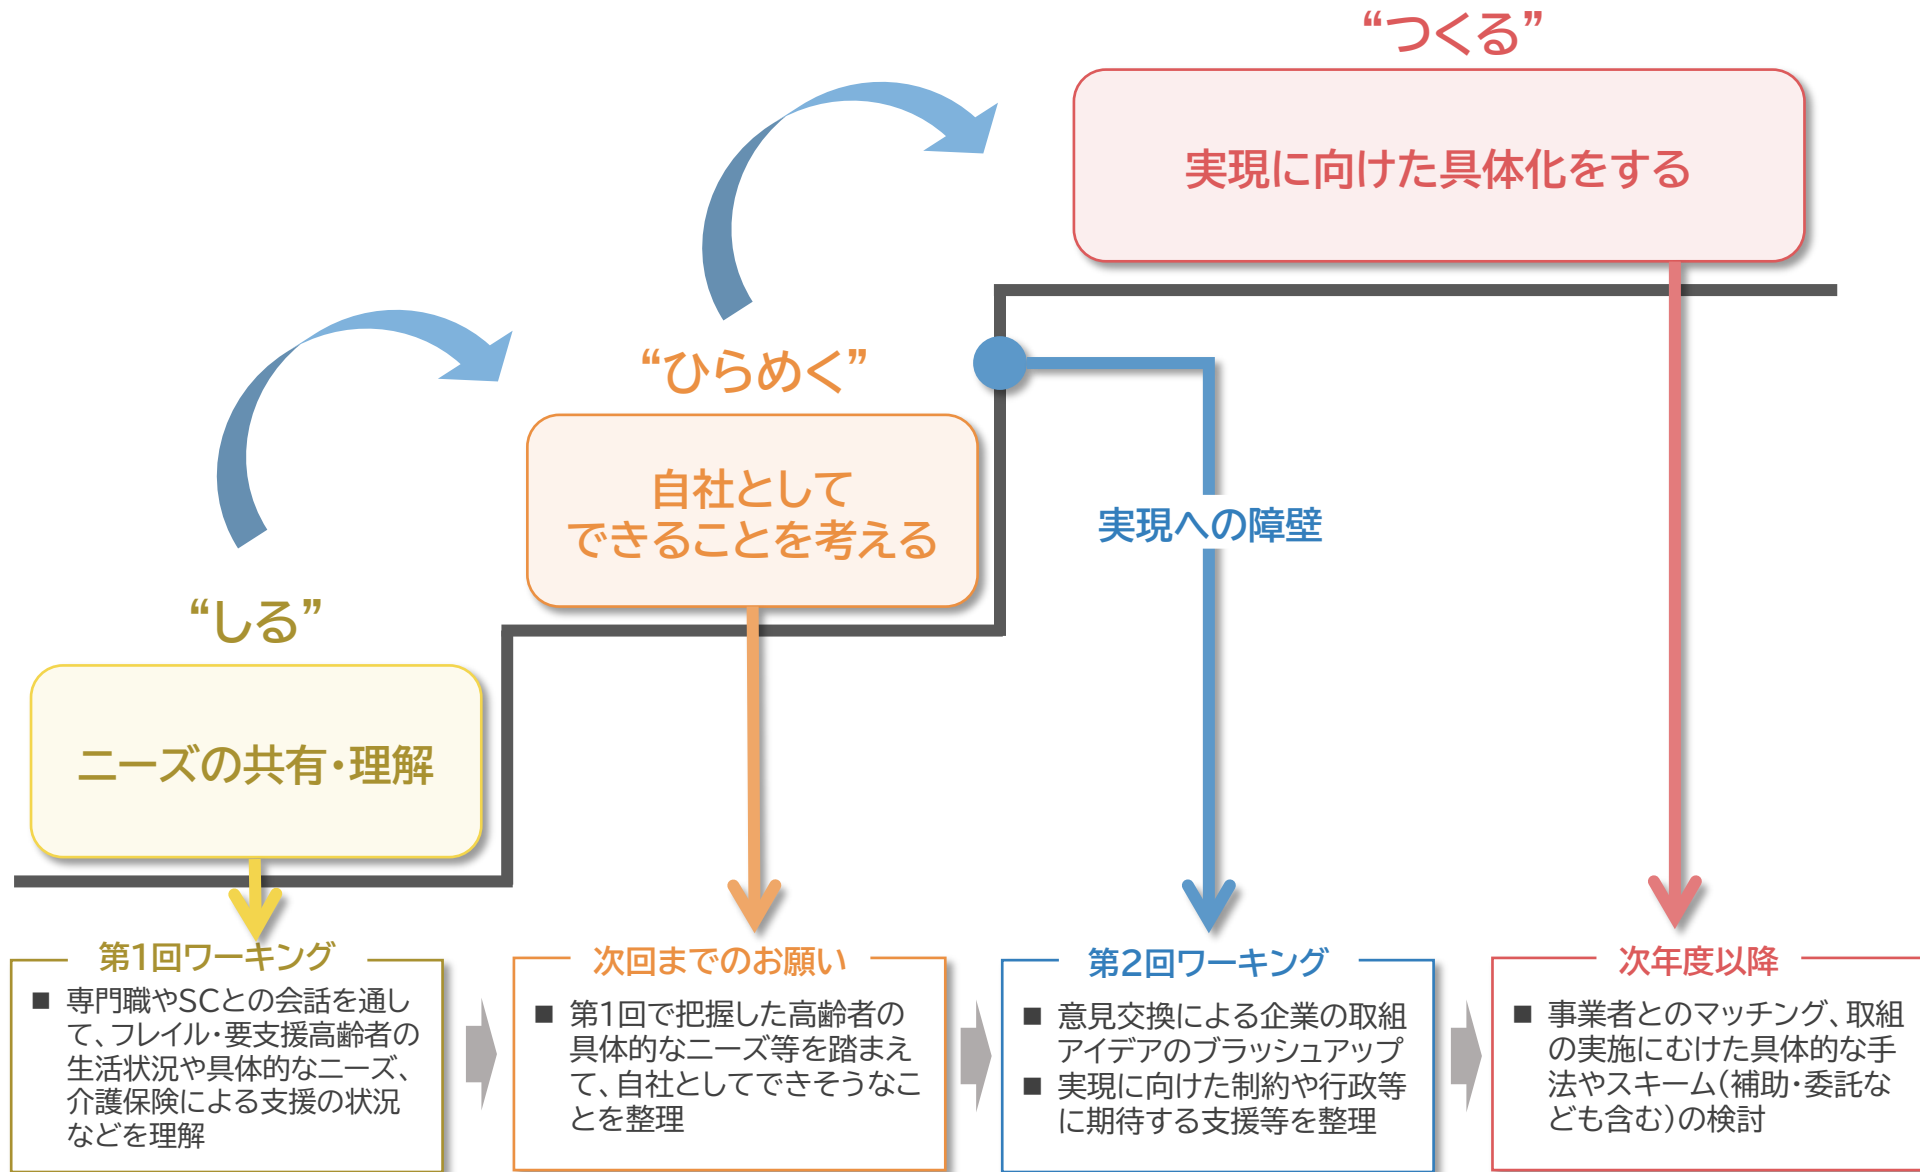 “つくる”
実現に向けた具体化をする
“ひらめく”
自社として
できることを考える
実現への障壁
“しる”
ニーズの共有・理解
第1回ワーキング
■ 専門職やSCとの会話を通し
て、フレイル・要支援高齢者の
生活状況や具体的なニーズ、
介護保険による支援の状況
などを理解
次回までのお願い
■ 第1回で把握した高齢者の
具体的なニーズ等を踏まえ
て、自社としてできそうなこ
とを整理
第2回ワーキング
■ 意見交換による企業の取組
アイデアのブラッシュアップ
■ 実現に向けた制約や行政等
に期待する支援等を整理
次年度以降
■ 事業者とのマッチング、取組
の実施にむけた具体的な手
法やスキーム(補助・委託な
ども含む)の検討